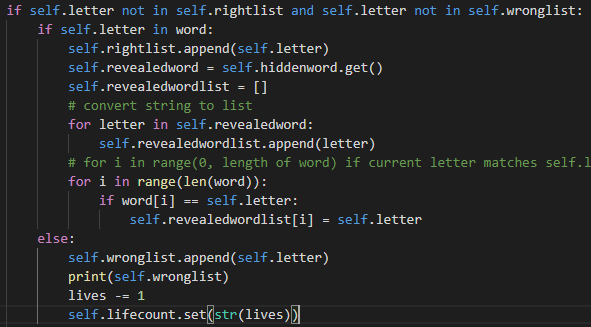 if self.letter not in self.rightlist and self.letter not in self.wronglist:
    if self.letter in word:
        self.rightlist.append(self.letter)
        self.revealedword = self.hiddenword.get()
        self.revealedwordlist = []
        # convert string to list
        for letter in self.revealedword:
            self.revealedwordlist.append(letter)
        # for i in range(0, length of word) if current letter matches self.l
        for i in range(len(word)):
            if word[i] == self.letter:
                self.revealedwordlist[i] = self.letter
    else:
        self.wronglist.append(self.letter)
        print(self.wronglist)
        lives -= 1
        self.lifecount.set(str(lives))